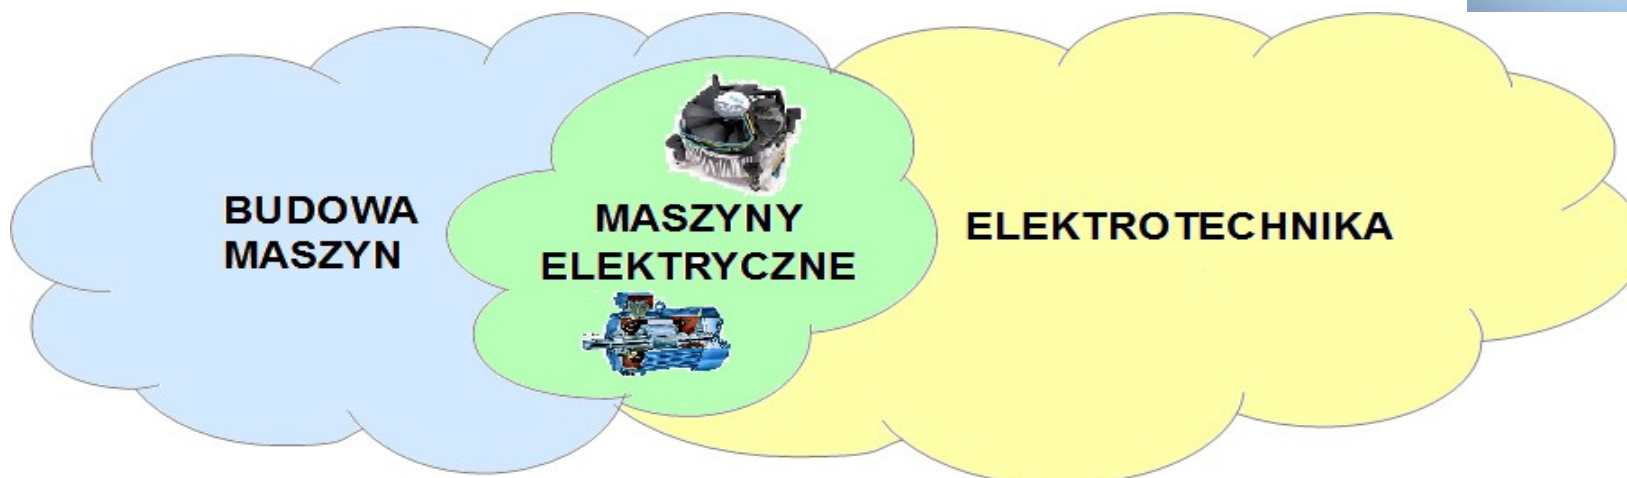 BUDOWA
MASZYN
MASZYNY
ELEKTRYCZNE
ELEKTROTECHNIKA